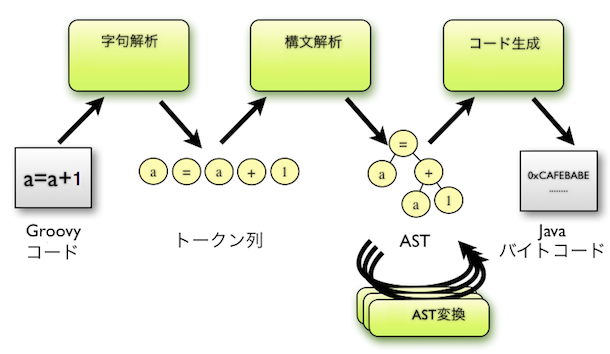 字句解析
構文解析
コード生成
a=a+1
a = a + 1
=
a +
a 1
0xCAFEBABE
........
Groovy
コード
トークン列
AST
Java
バイトコード
AST変換